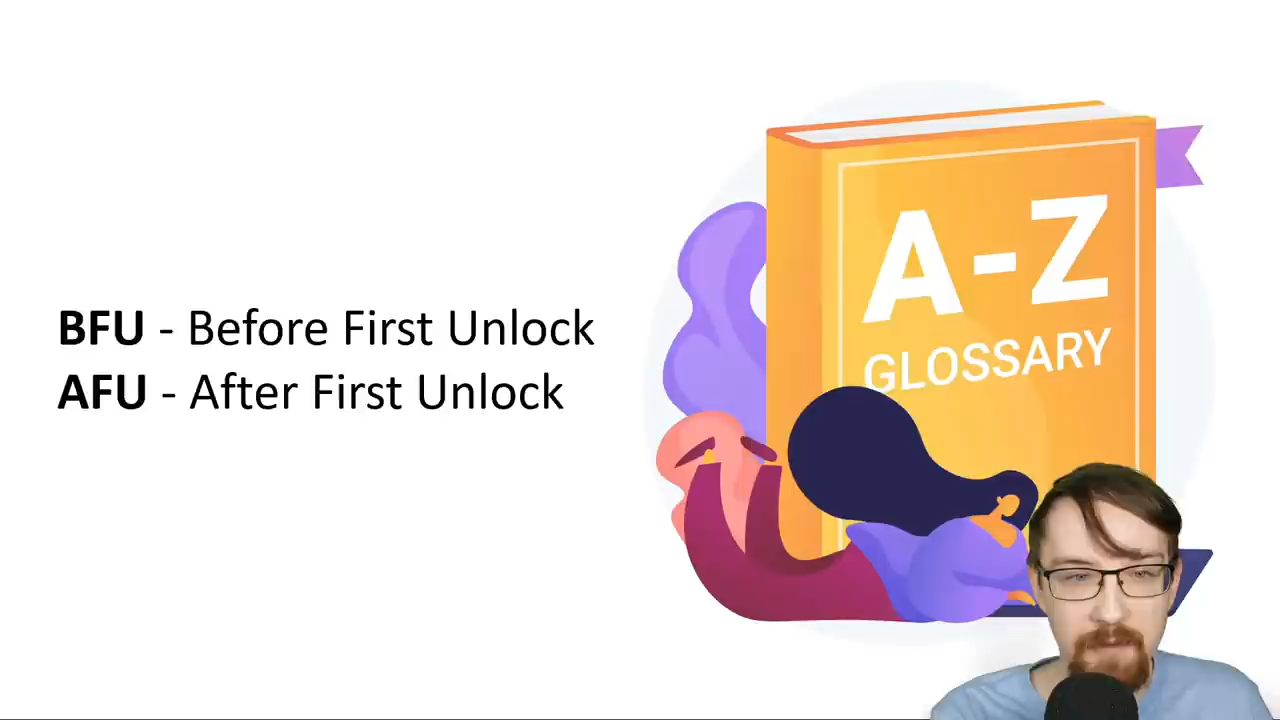 BFU - Before First Unlock
AFU - After First Unlock
A-Z
GLOSSARY